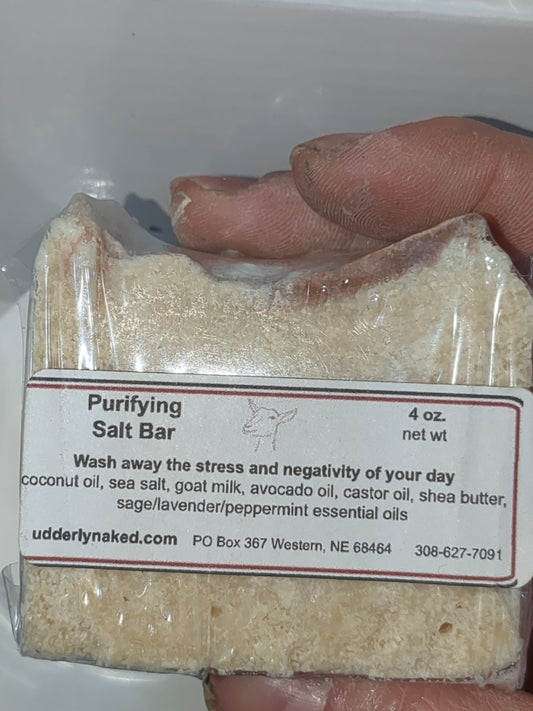 Purifying
Salt Bar
4 oz.
net wt
Wash away the stress and negativity of your day
coconut oil, sea salt, goat milk, avocado oil, castor oil, shea butter,
sage/lavender/peppermint essential oils
udderlynaked.com PO Box 367 Western, NE 68464 308-627-7091